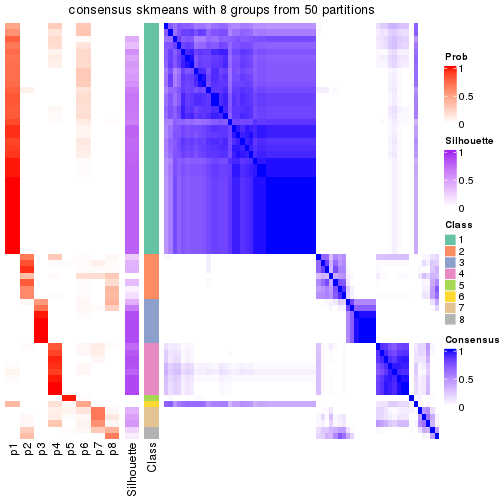 consensus skmeans with 8 groups from 50 partitions
Prob
1
0.5
0
Silhouette
1
0.5
0
Class
1
2
3
4
5
6
7
8
Consensus
1
0.5
0
p1
p2
p3
p4
p5
p6
p7
p8
Silhouette
Class